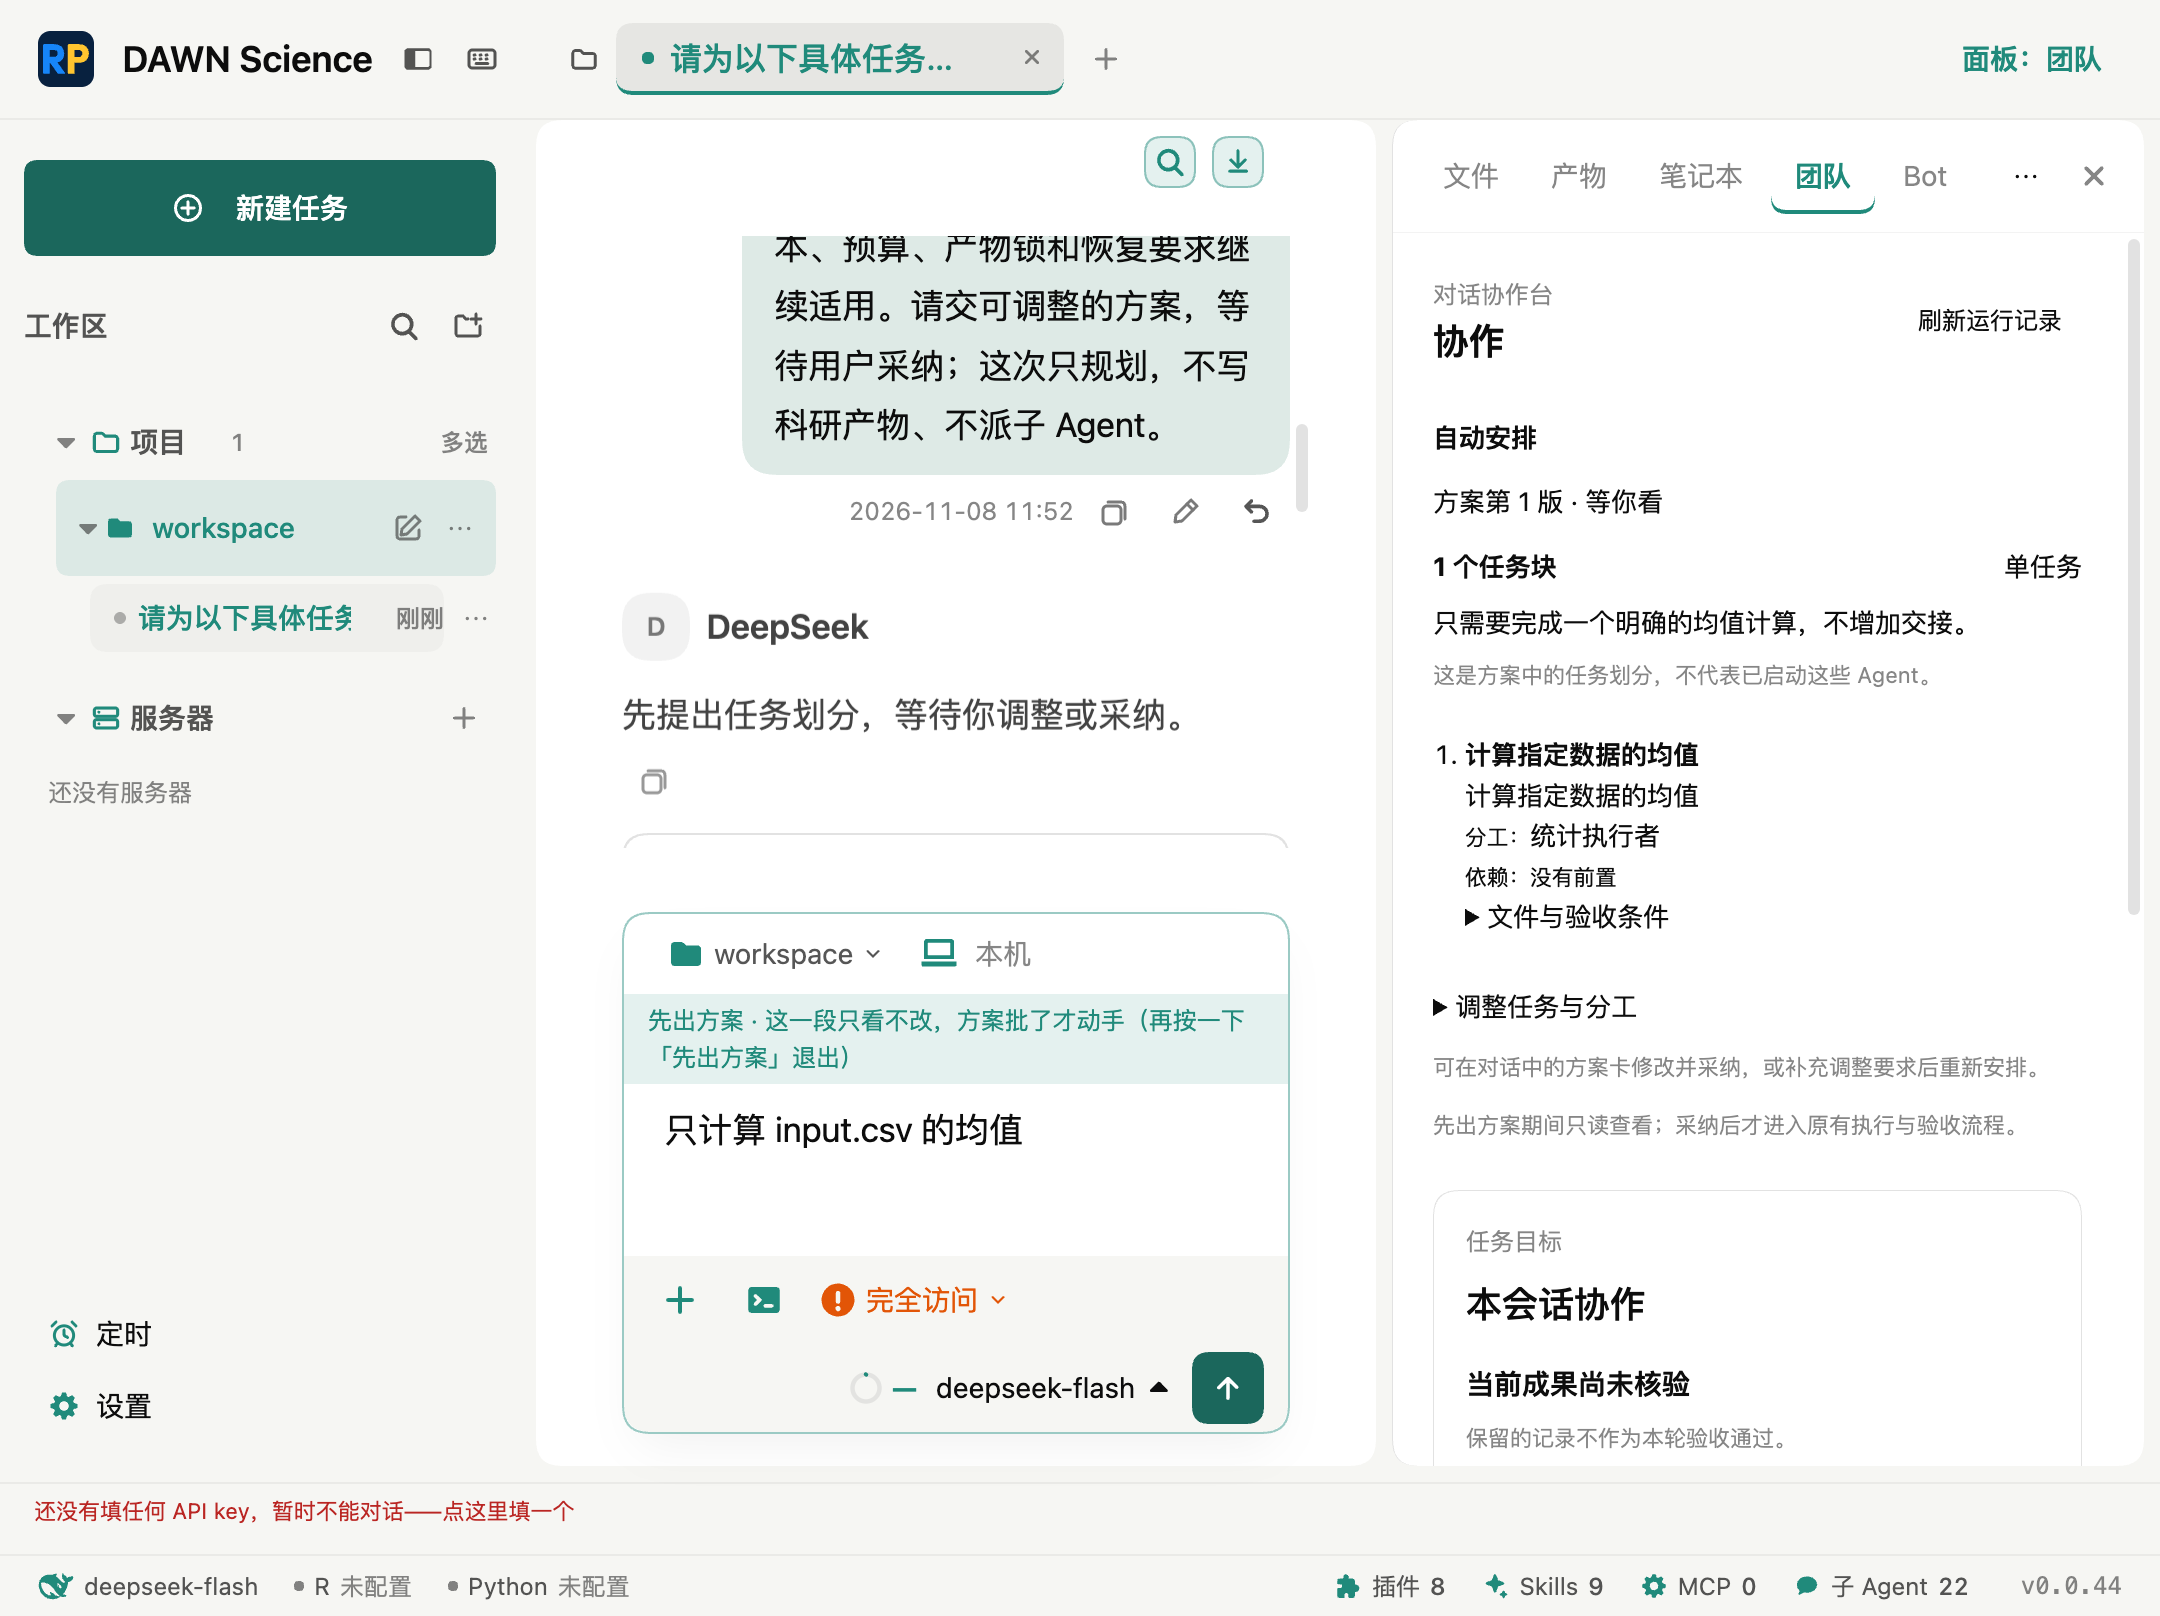 RP
DAWN Science
请为以下具体任务...
面板：团队
新建任务
工作区
项目 1 多选
workspace
请为以下具体任务 刚刚
服务器
还没有服务器
定时
设置
本、预算、产物锁和恢复要求继
续适用。请交可调整的方案，等
待用户采纳；这次只规划，不写
科研产物、不派子 Agent。
2026-11-08 11:52
D DeepSeek
先提出任务划分，等待你调整或采纳。
workspace 本机
先出方案 · 这一段只看不改，方案批了才动手（再按一下
「先出方案」退出）
只计算 input.csv 的均值
完全访问
deepseek-flash
文件 产物 笔记本 团队 Bot
对话协作台
协作
刷新运行记录
自动安排
方案第 1 版 · 等你看
1 个任务块 单任务
只需要完成一个明确的均值计算，不增加交接。
这是方案中的任务划分，不代表已启动这些 Agent。
1. 计算指定数据的均值
计算指定数据的均值
分工：统计执行者
依赖：没有前置
文件与验收条件
调整任务与分工
可在对话中的方案卡修改并采纳，或补充调整要求后重新安排。
先出方案期间只读查看；采纳后才进入原有执行与验收流程。
任务目标
本会话协作
当前成果尚未核验
保留的记录不作为本轮验收通过。
还没有填任何 API key，暂时不能对话——点这里填一个
deepseek-flash R 未配置 Python 未配置
插件 8 Skills 9 MCP 0 子 Agent 22 v0.0.44